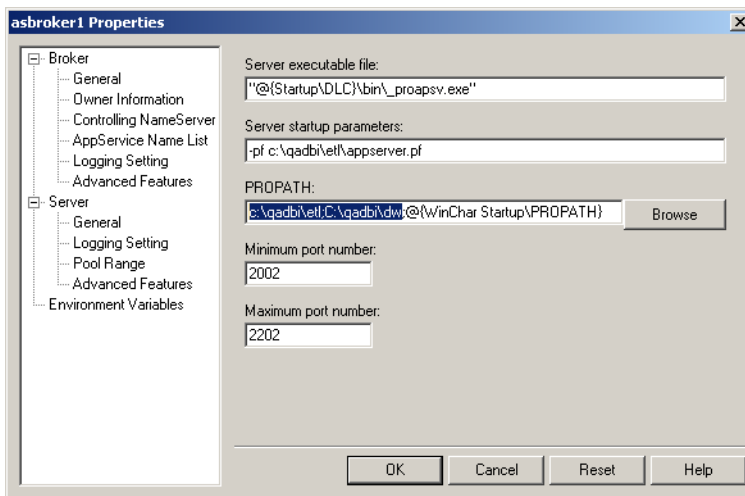 asbroker1 Properties
Broker
General
Owner Information
Controlling NameServer
AppService Name List
Logging Setting
Advanced Features
Server
General
Logging Setting
Pool Range
Advanced Features
Environment Variables
Server executable file:
"@{Startup\DLC}\bin\_proapsv.exe"
Server startup parameters:
-pf c:\qadbi\etl\appserver.pf
PROPATH:
c:\qadbi\etl;C:\qadbi\dw;@{WinChar Startup\PROPATH}
Browse
Minimum port number:
2002
Maximum port number:
2202
OK Cancel Reset Help